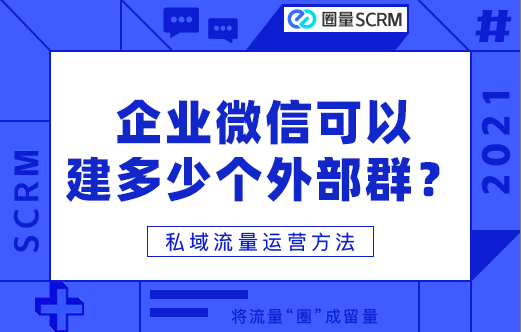 圈量SCRM
#
企业微信可以
建多少个外部群？
私域流量运营方法
SCRM
2021
将流量“圈”成留量